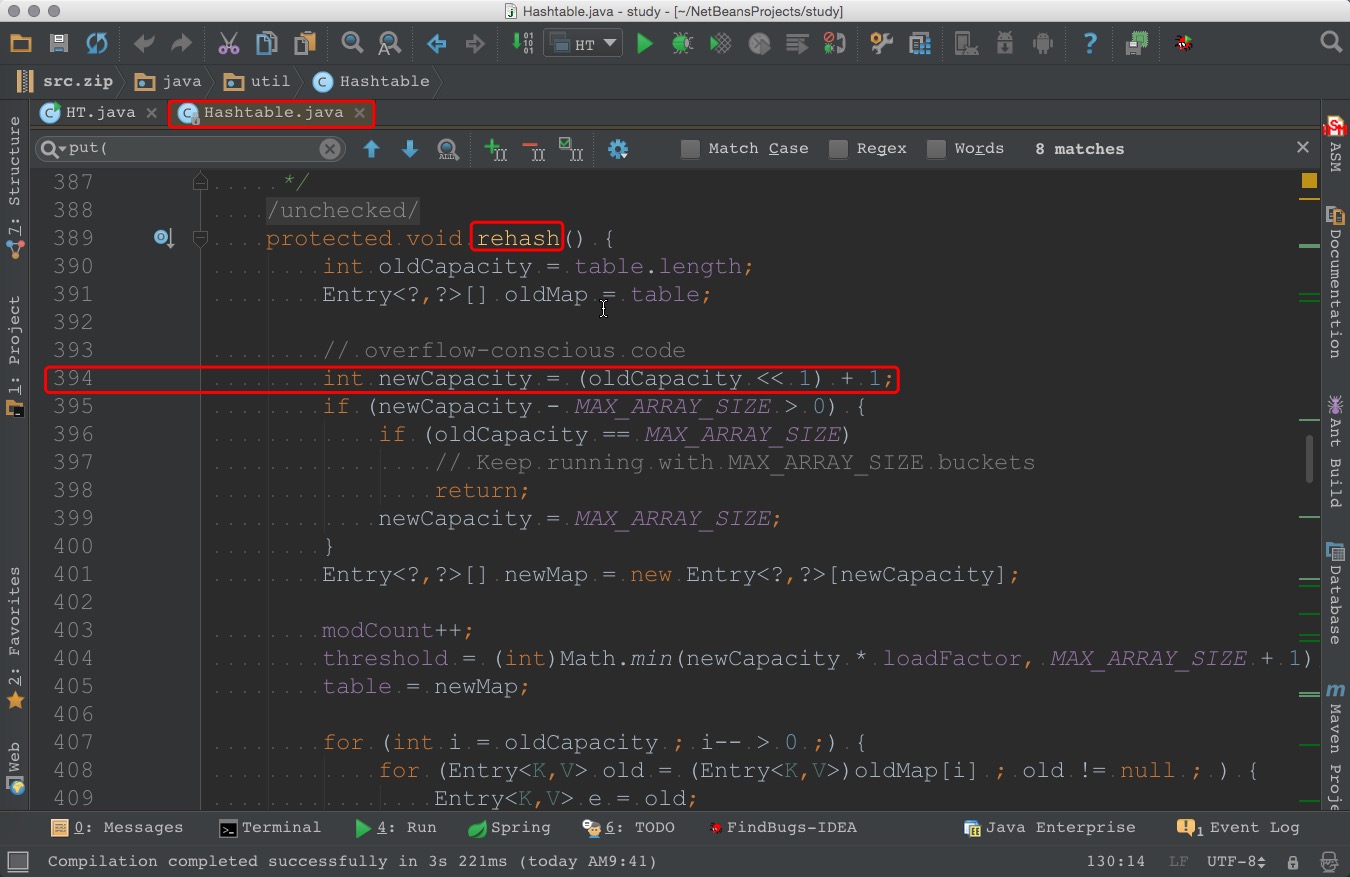 Hashtable.java - study - [~/NetBeansProjects/study]
HT
src.zip java util Hashtable
HT.java Hashtable.java
put( Match Case Regex Words 8 matches
387 */
388 /unchecked/
389 protected void rehash() {
390 int oldCapacity = table.length;
391 Entry<?,?>[] oldMap = table;
392
393 // overflow-conscious code
394 int newCapacity = (oldCapacity << 1) + 1;
395 if (newCapacity - MAX_ARRAY_SIZE > 0) {
396 if (oldCapacity == MAX_ARRAY_SIZE)
397 // Keep running with MAX_ARRAY_SIZE buckets
398 return;
399 newCapacity = MAX_ARRAY_SIZE;
400 }
401 Entry<?,?>[] newMap = new Entry<?,?>[newCapacity];
402
403 modCount++;
404 threshold = (int)Math.min(newCapacity * loadFactor, MAX_ARRAY_SIZE + 1)
405 table = newMap;
406
407 for (int i = oldCapacity ; i-- > 0 ;) {
408 for (Entry<K,V> old = (Entry<K,V>)oldMap[i] ; old != null ; ) {
409 Entry<K,V> e = old;
7: Structure
1: Project
2: Favorites
Web
ASM
Documentation
Ant Build
Database
Maven Proje
0: Messages Terminal 4: Run Spring 6: TODO FindBugs-IDEA Java Enterprise 1 Event Log
Compilation completed successfully in 3s 221ms (today AM9:41) 130:14 LF UTF-8